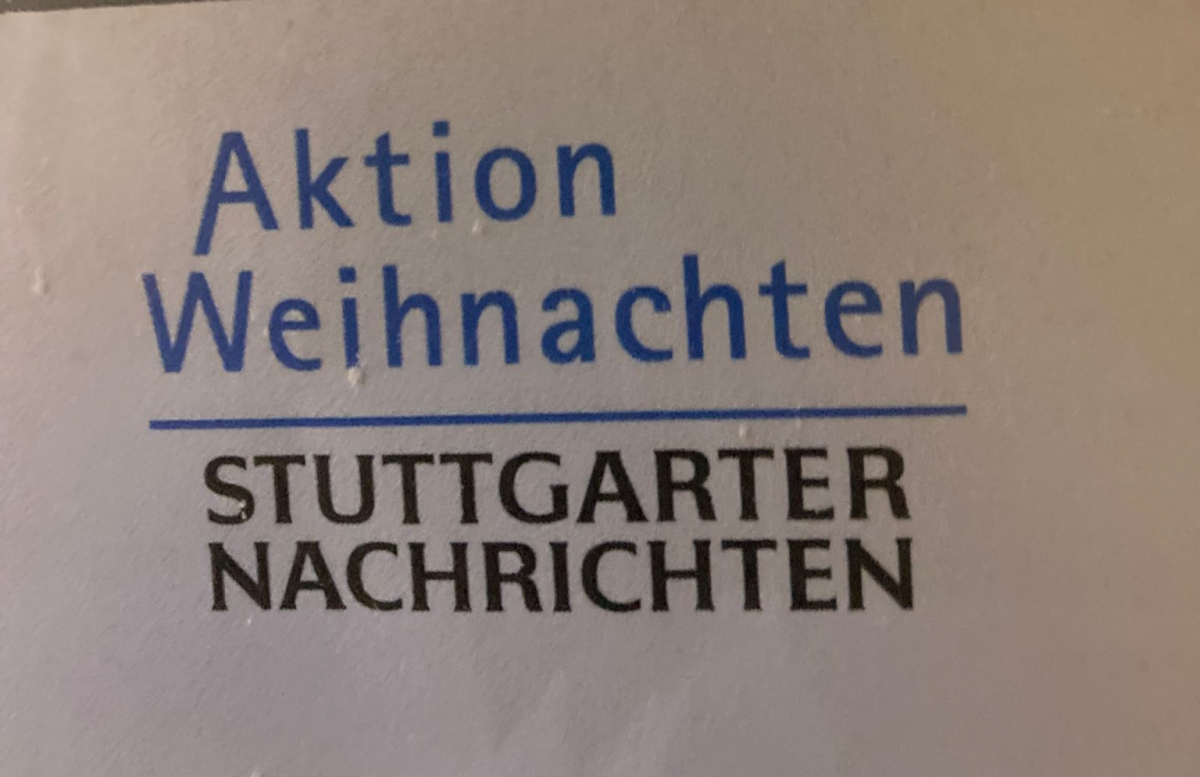 Aktion
Weihnachten
STUTTGARTER
NACHRICHTEN